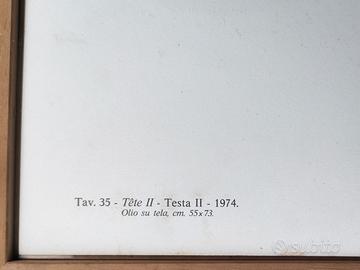 Tav. 35 - Tête II - Testa II - 1974.
Olio su tela, cm. 55x73.
subito